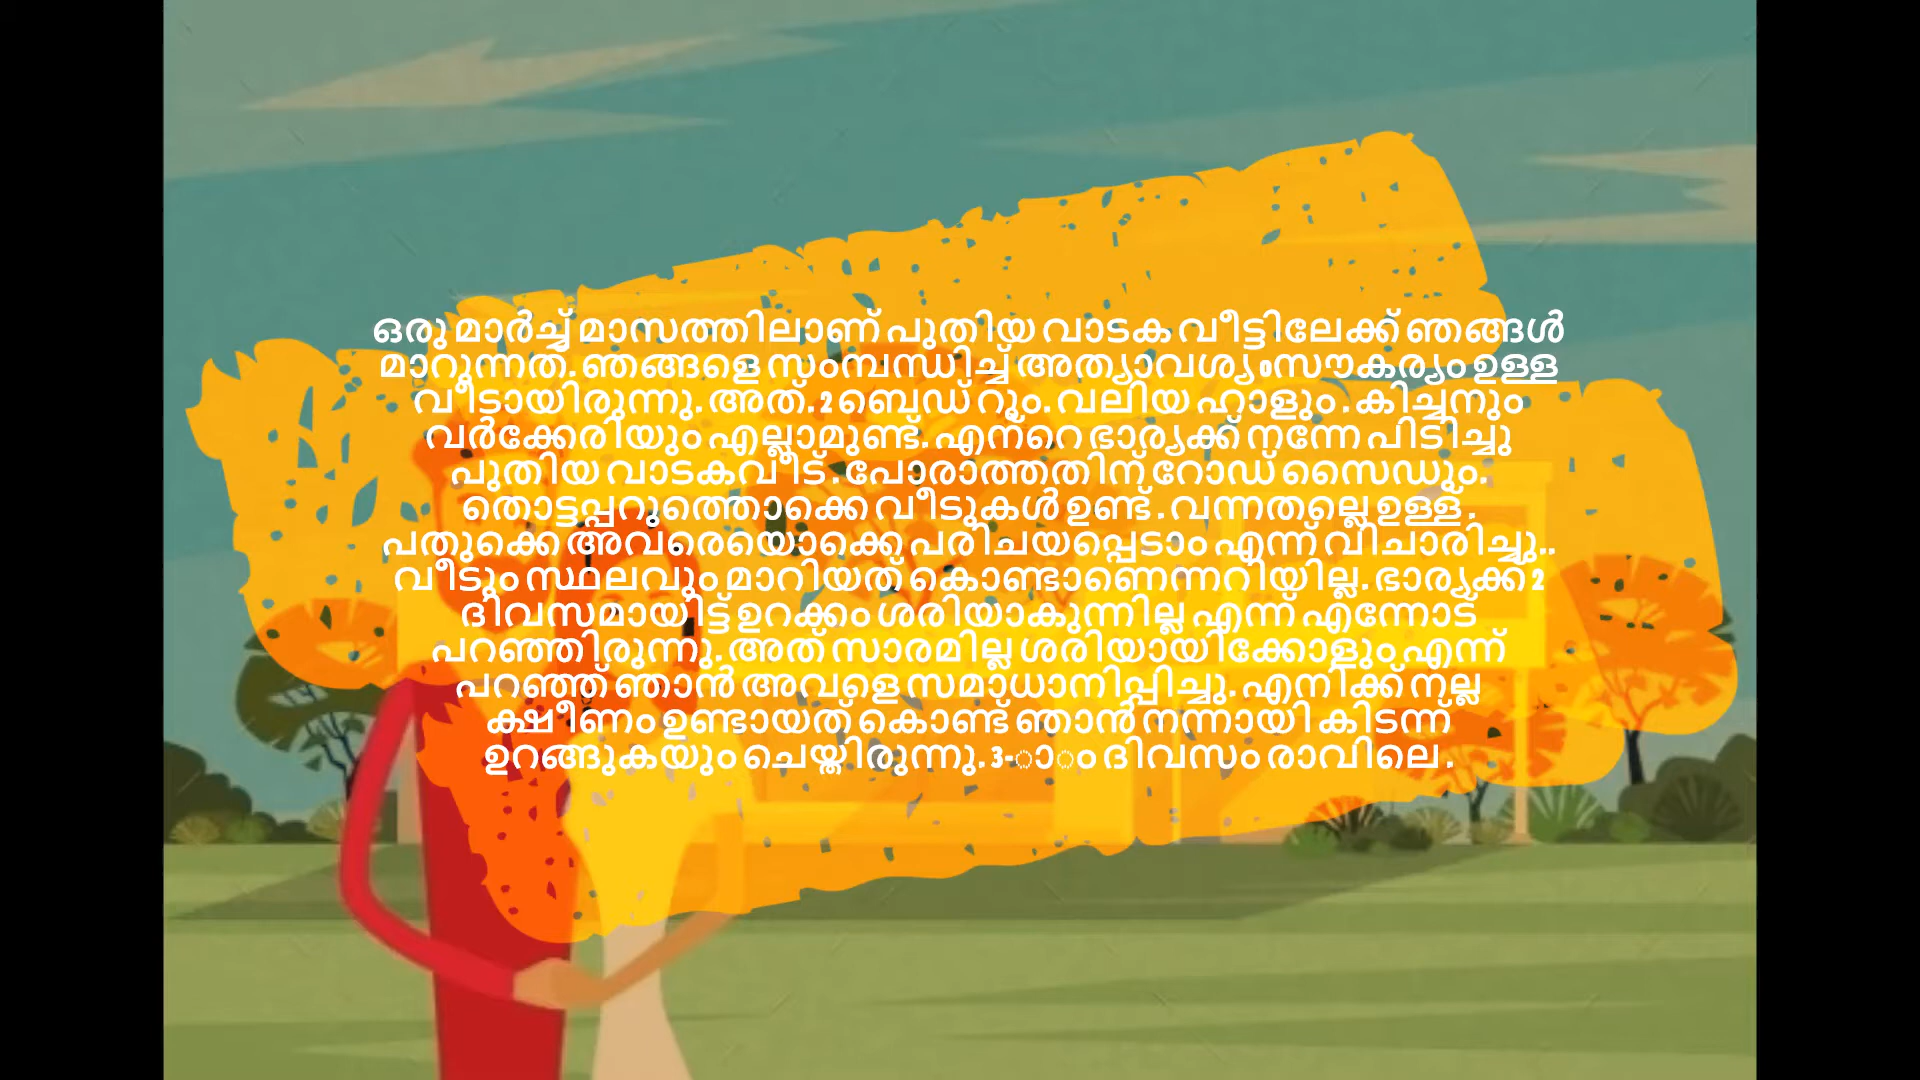 ഒരു മാർച്ച് മാസത്തിലാണ് പുതിയ വാടക വീട്ടിലേക്ക് ഞങ്ങൾ
മാറുന്നത്. ഞങ്ങളെ സംമ്പന്ധിച്ച് അത്യാവശ്യംസൗകര്യം ഉള്ള
വീടായിരുന്നു. അത്. 2 ബെഡ് റൂം. വലിയ ഹാളും . കിച്ചനും
വർക്കേരിയും എല്ലാമുണ്ട്. എന്റെ ഭാര്യക്ക് നന്നേ പിടിച്ചു
പുതിയ വാടകവീട് . പോരാത്തതിന് റോഡ് സൈഡും.
തൊട്ടപ്പറുത്തൊക്കെ വീടുകൾ ഉണ്ട് . വന്നതല്ലെ ഉള്ള് .
പതുക്കെ അവരെയൊക്കെ പരിചയപ്പെടാം എന്ന് വിചാരിച്ചു..
വീടും സ്ഥലവും മാറിയത് കൊണ്ടാണെന്നറിയില്ല. ഭാര്യക്ക് 2
ദിവസമായിട്ട് ഉറക്കം ശരിയാകുന്നില്ല എന്ന് എന്നോട്
പറഞ്ഞിരുന്നു. അത് സാരമില്ല ശരിയായിക്കോളും എന്ന്
പറഞ്ഞ് ഞാൻ അവളെ സമാധാനിപ്പിച്ചു. എനിക്ക് നല്ല
ക്ഷീണം ഉണ്ടായത് കൊണ്ട് ഞാൻ നന്നായി കിടന്ന്
ഉറങ്ങുകയും ചെയ്തിരുന്നു. 3-ാം ദിവസം രാവിലെ .